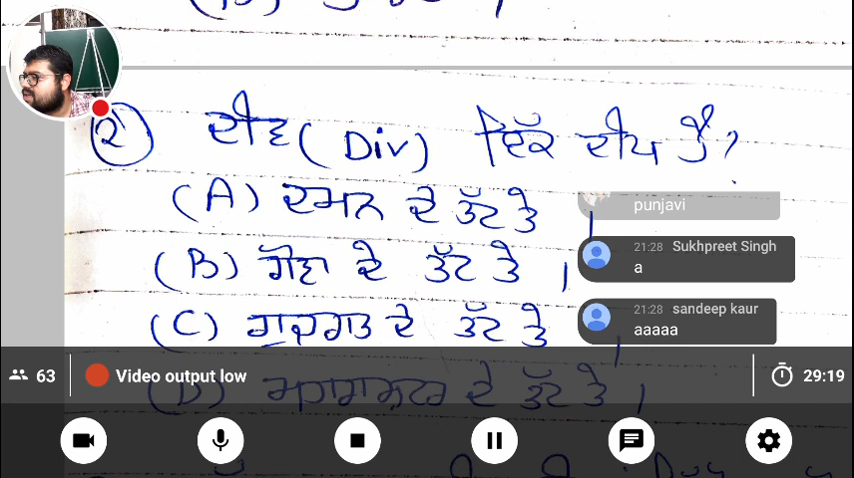 ② ਦੀਵ (Div) ਇੱਕ ਦੀਪ ਹੈ?
(A) ਦਮਨ ਦੇ ਤੱਟ ਤੇ
punjavi
(B) ਗੋਵਾ ਦੇ ਤੱਟ ਤੇ ।
21:28 Sukhpreet Singh
a
(C) ਗੁਜਰਾਤ ਦੇ ਤੱਟ ਤੇ
21:28 sandeep kaur
aaaaa
63 Video output low 29:19
(D) ਮਹਾਰਾਸ਼ਟਰ ਦੇ ਤੱਟ ਤੇ ।